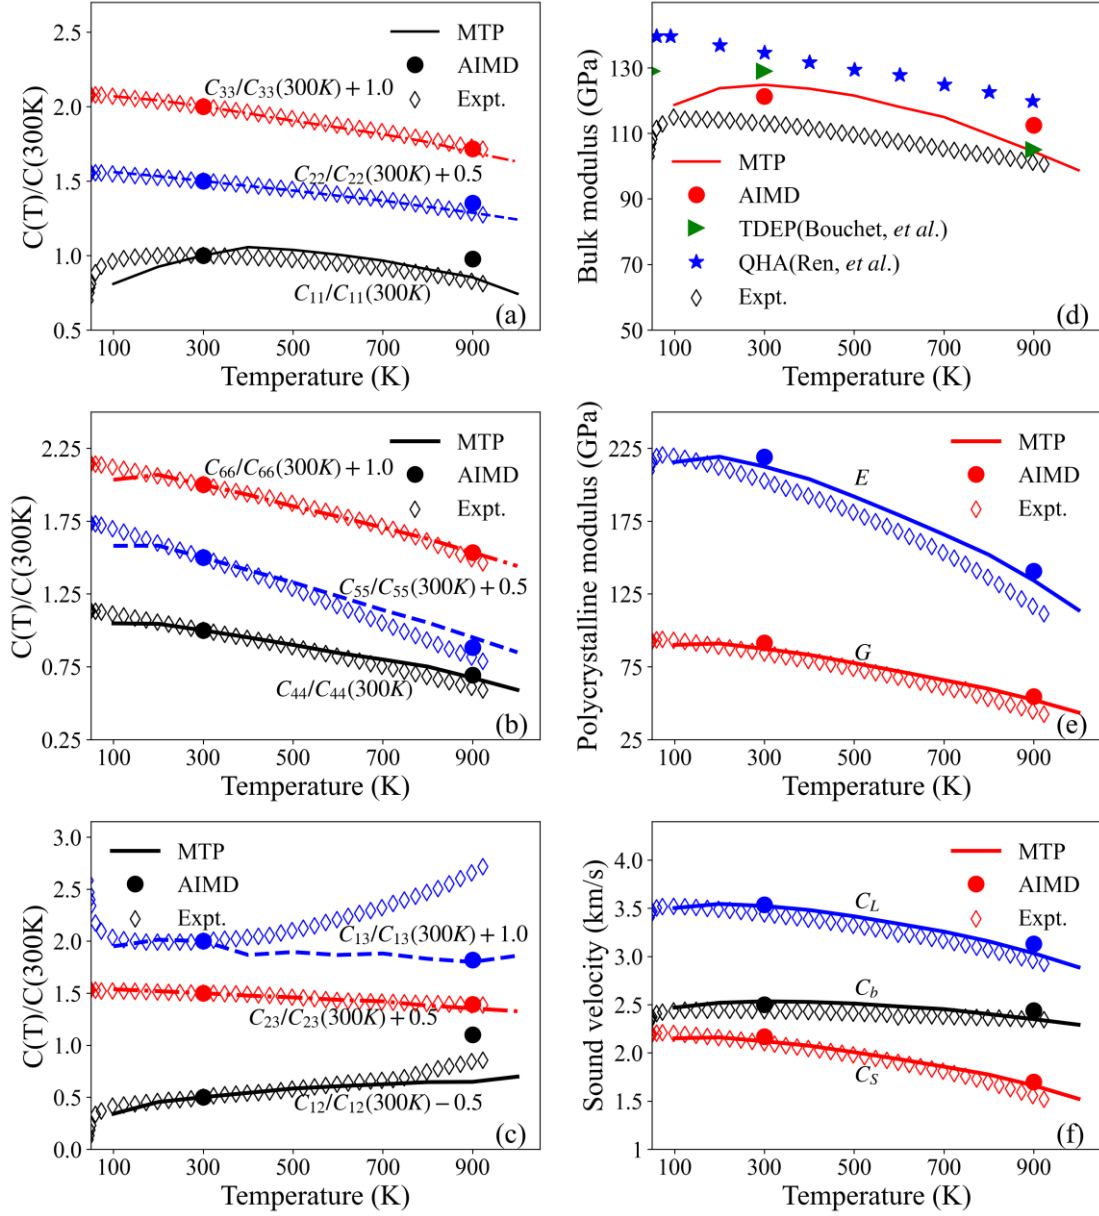 C(T)/C(300K)
2.5
2.0
1.5
1.0
0.5
MTP
AIMD
Expt.
C33/C33(300K) + 1.0
C22/C22(300K) + 0.5
C11/C11(300K)
(a)
100 300 500 700 900
Temperature (K)
Bulk modulus (GPa)
130
110
90
70
50
MTP
AIMD
TDEP(Bouchet, et al.)
QHA(Ren, et al.)
Expt.
(d)
100 300 500 700 900
Temperature (K)
C(T)/C(300K)
2.25
1.75
1.25
0.75
0.25
MTP
AIMD
Expt.
C66/C66(300K) + 1.0
C55/C55(300K) + 0.5
C44/C44(300K)
(b)
100 300 500 700 900
Temperature (K)
Polycrystalline modulus (GPa)
225
175
125
75
25
MTP
AIMD
Expt.
E
G
(e)
100 300 500 700 900
Temperature (K)
C(T)/C(300K)
3.0
2.5
2.0
1.5
1.0
0.5
0.0
MTP
AIMD
Expt.
C13/C13(300K) + 1.0
C23/C23(300K) + 0.5
C12/C12(300K) − 0.5
(c)
100 300 500 700 900
Temperature (K)
Sound velocity (km/s)
4.0
3.5
3.0
2.5
2.0
1.5
1
MTP
AIMD
Expt.
CL
Cb
CS
(f)
100 300 500 700 900
Temperature (K)